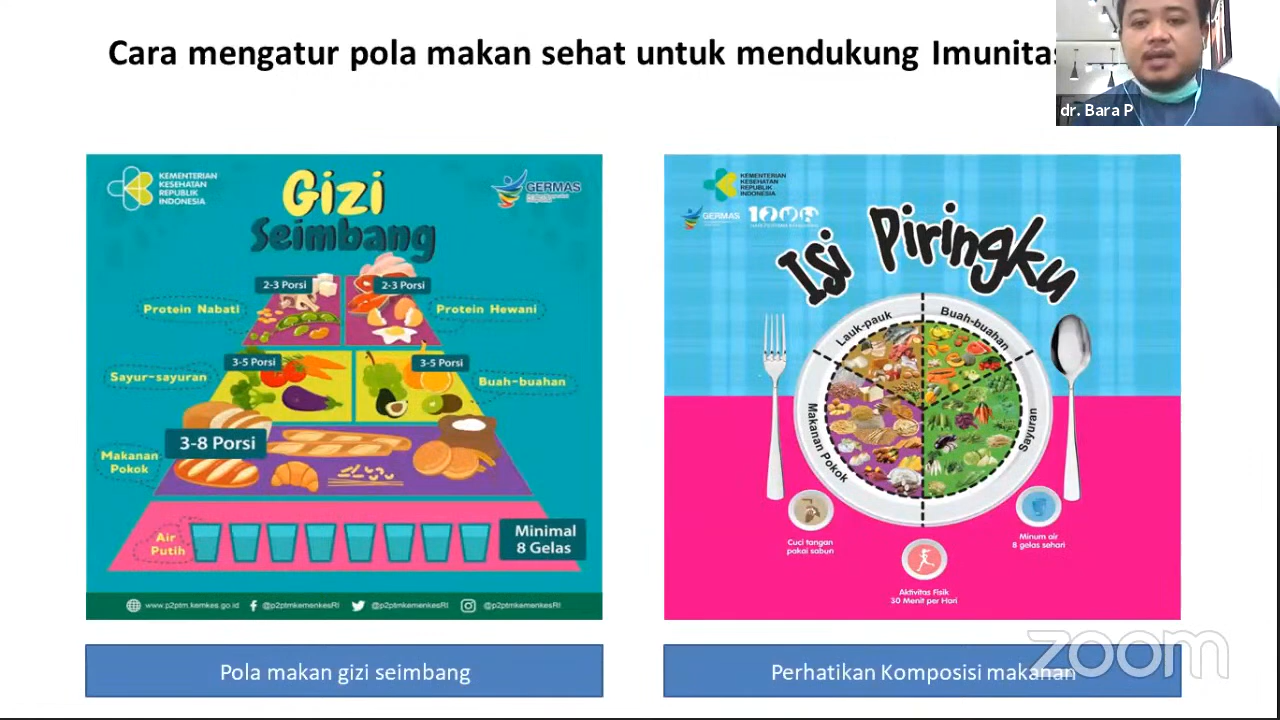 Cara mengatur pola makan sehat untuk mendukung Imunitas
dr. Bara P
KEMENTERIAN
KESEHATAN
REPUBLIK
INDONESIA
Gizi
Seimbang
GERMAS
2-3 Porsi
2-3 Porsi
Protein Nabati
Protein Hewani
3-5 Porsi
3-5 Porsi
Sayur-sayuran
Buah-buahan
3-8 Porsi
Makanan
Pokok
Air
Putih
Minimal
8 Gelas
www.p2ptm.kemkes.go.id
@p2ptmkemenkesRI
@p2ptmkemenkesRI
@p2ptmkemenkesRI
Pola makan gizi seimbang
KEMENTERIAN
KESEHATAN
REPUBLIK
INDONESIA
GERMAS
Isi Piringku
Lauk-pauk
Buah-buahan
Makanan Pokok
Sayuran
Cuci tangan
pakai sabun
Minum air
8 gelas sehari
Aktivitas Fisik
30 Menit per Hari
Perhatikan Komposisi makanan
zoom